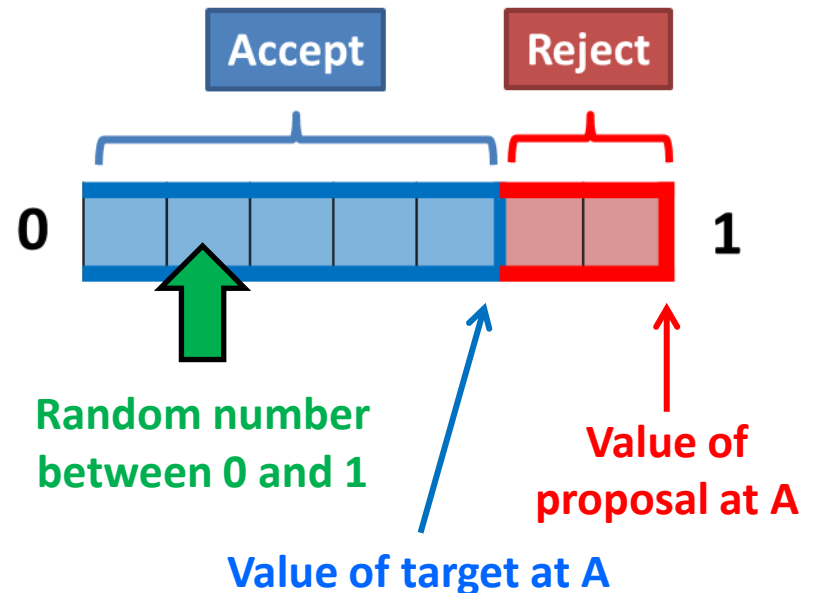 Accept
Reject
0
1
Random number
between 0 and 1
Value of
proposal at A
Value of target at A